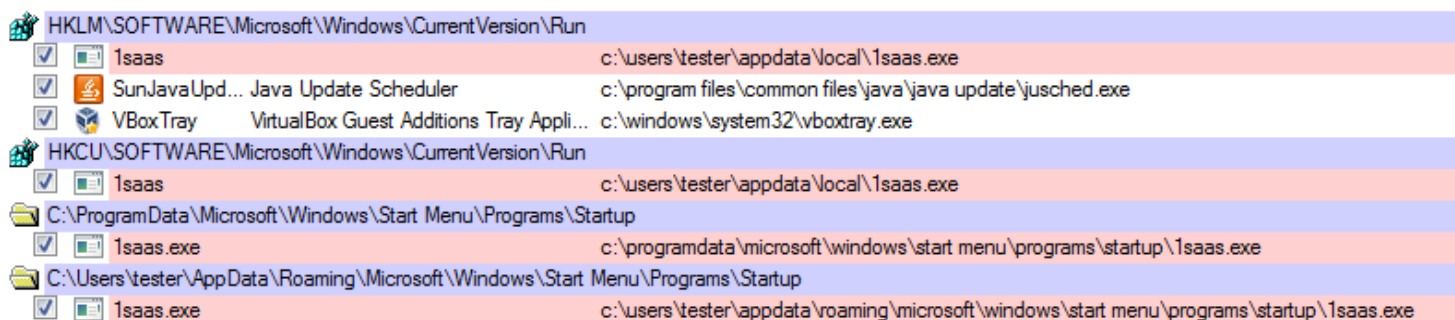 HKLM\SOFTWARE\Microsoft\Windows\CurrentVersion\Run
1saas c:\users\tester\appdata\local\1saas.exe
SunJavaUpd... Java Update Scheduler c:\program files\common files\java\java update\jusched.exe
VBoxTray VirtualBox Guest Additions Tray Appli... c:\windows\system32\vboxtray.exe
HKCU\SOFTWARE\Microsoft\Windows\CurrentVersion\Run
1saas c:\users\tester\appdata\local\1saas.exe
C:\ProgramData\Microsoft\Windows\Start Menu\Programs\Startup
1saas.exe c:\programdata\microsoft\windows\start menu\programs\startup\1saas.exe
C:\Users\tester\AppData\Roaming\Microsoft\Windows\Start Menu\Programs\Startup
1saas.exe c:\users\tester\appdata\roaming\microsoft\windows\start menu\programs\startup\1saas.exe